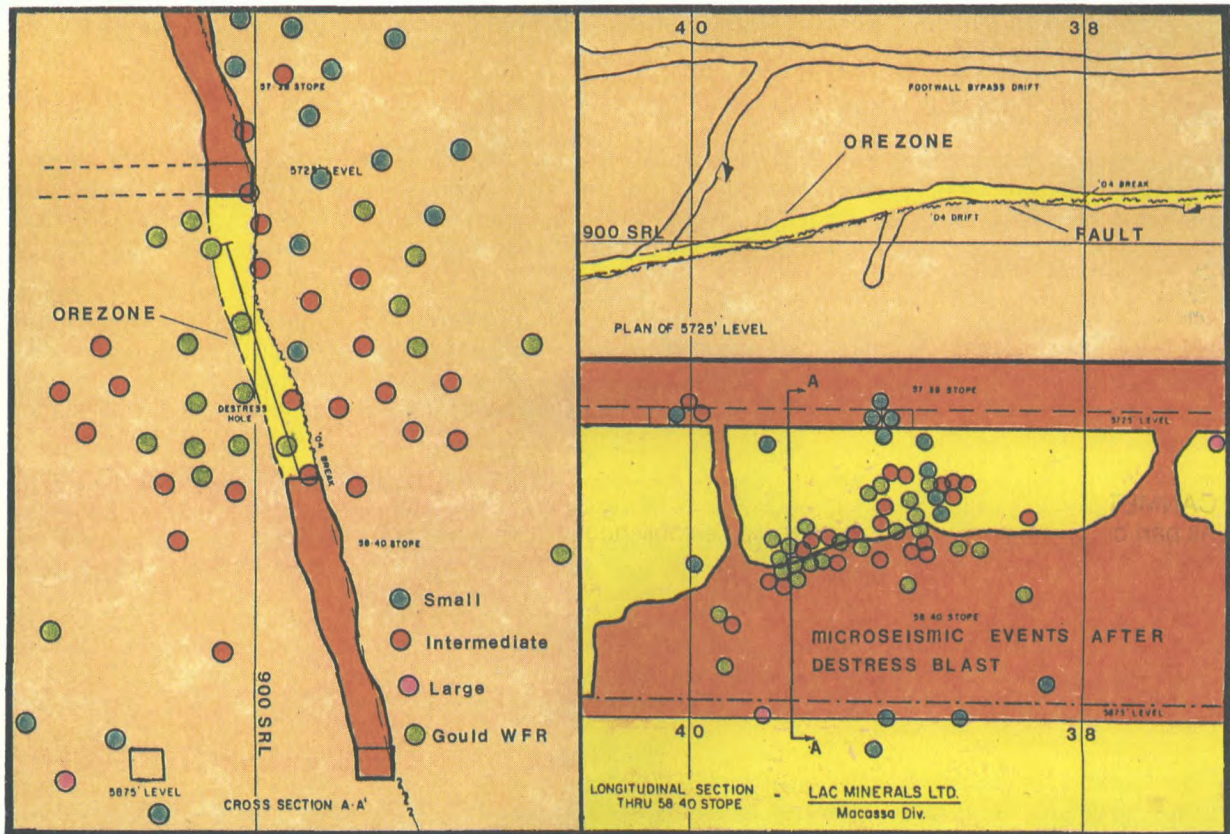 57-38 STOPE
5725' LEVEL
OREZONE
DESTRESS
HOLE
'04 BREAK
58-40 STOPE
Small
Intermediate
Large
Gould WFR
900 SRL
5875' LEVEL
CROSS SECTION A-A'
40
38
FOOTWALL BYPASS DRIFT
OREZONE
'04 BREAK
900 SRL
'04 DRIFT
FAULT
PLAN OF 5725' LEVEL
A
57 38 STOPE
5725' LEVEL
58-40 STOPE
MICROSEISMIC EVENTS AFTER
DESTRESS BLAST
5875' LEVEL
40
A
38
LONGITUDINAL SECTION
THRU 58 40 STOPE
- LAC MINERALS LTD.
Macassa Div.